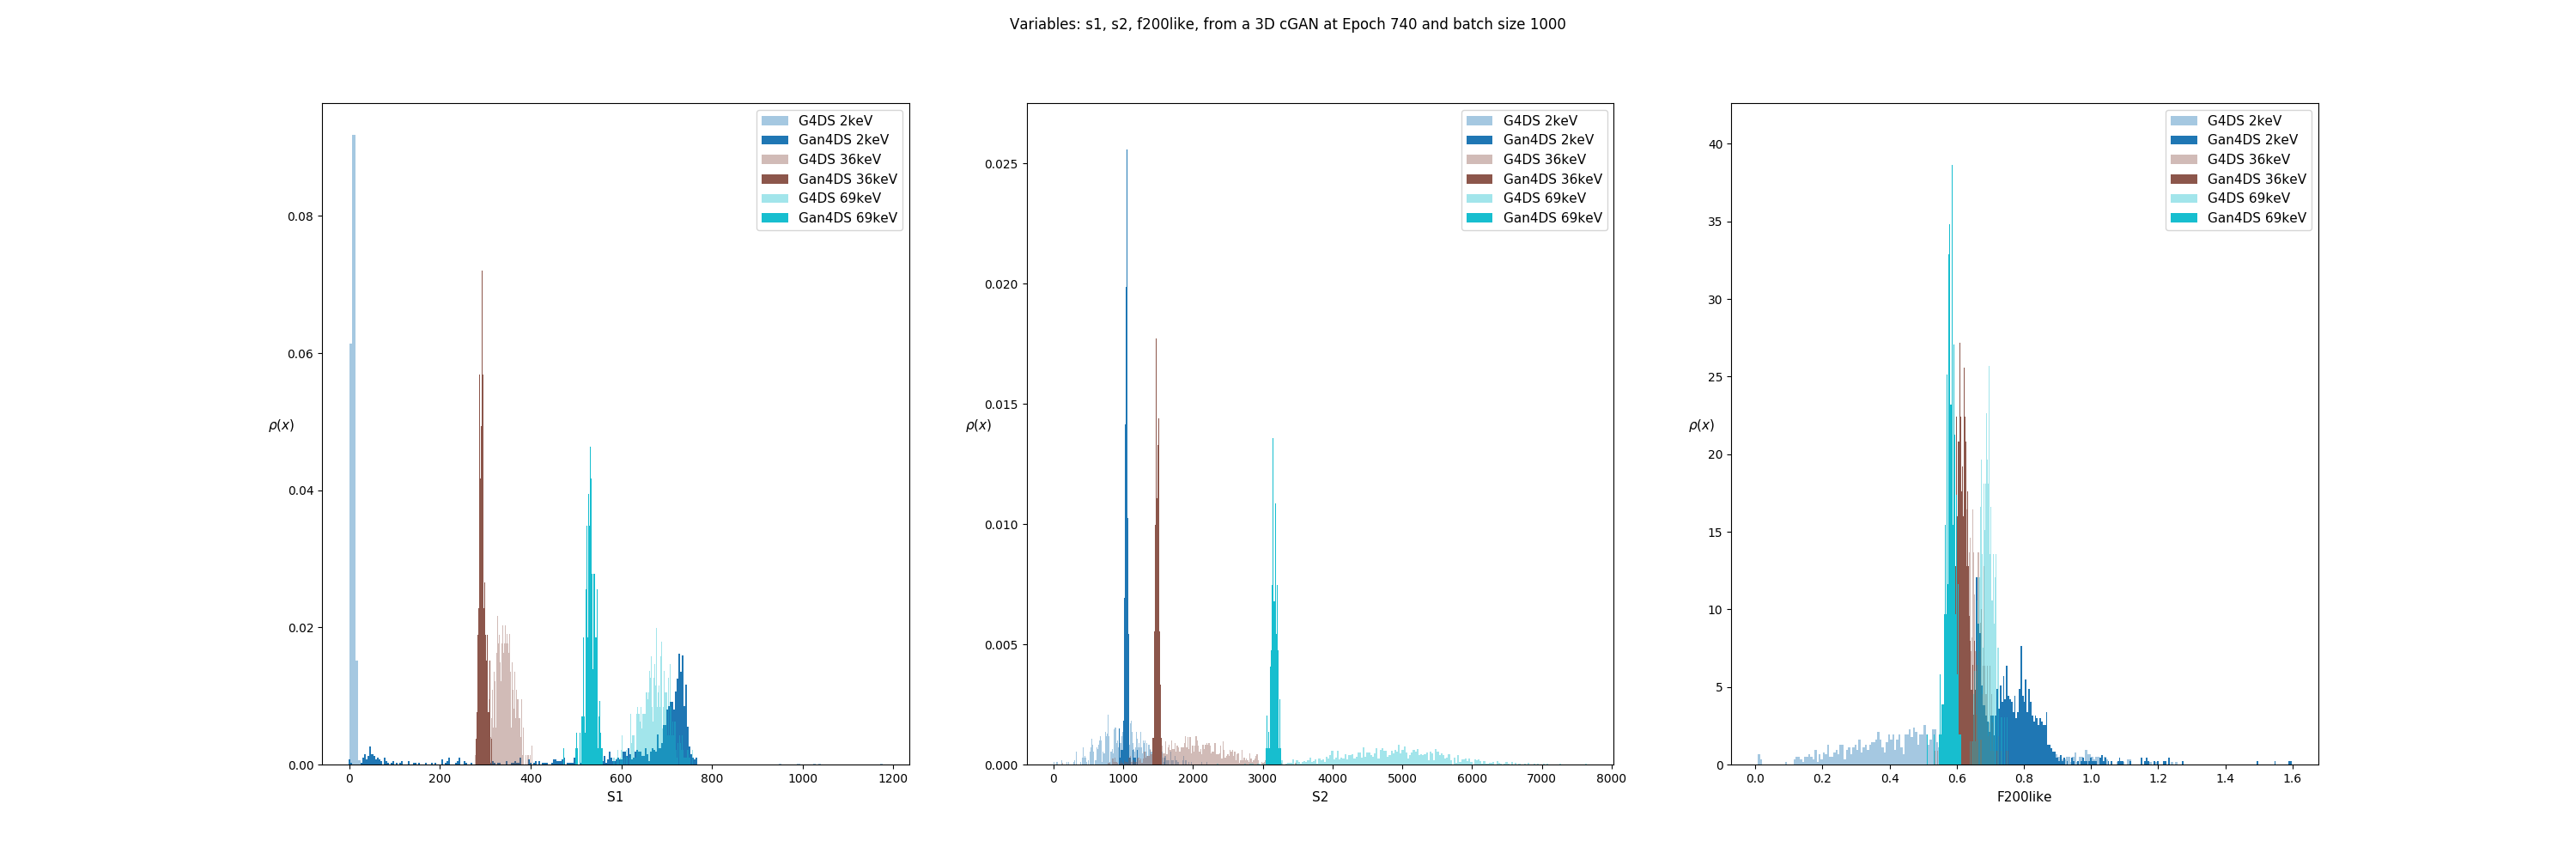 Variables: s1, s2, f200like, from a 3D cGAN at Epoch 740 and batch size 1000
G4DS 2keV
Gan4DS 2keV
G4DS 36keV
Gan4DS 36keV
G4DS 69keV
Gan4DS 69keV
0.08
0.06
0.04
0.02
0.00
ρ(x)
0 200 400 600 800 1000 1200
S1
G4DS 2keV
Gan4DS 2keV
G4DS 36keV
Gan4DS 36keV
G4DS 69keV
Gan4DS 69keV
0.025
0.020
0.015
0.010
0.005
0.000
ρ(x)
0 1000 2000 3000 4000 5000 6000 7000 8000
S2
G4DS 2keV
Gan4DS 2keV
G4DS 36keV
Gan4DS 36keV
G4DS 69keV
Gan4DS 69keV
40
35
30
25
20
15
10
5
0
ρ(x)
0.0 0.2 0.4 0.6 0.8 1.0 1.2 1.4 1.6
F200like